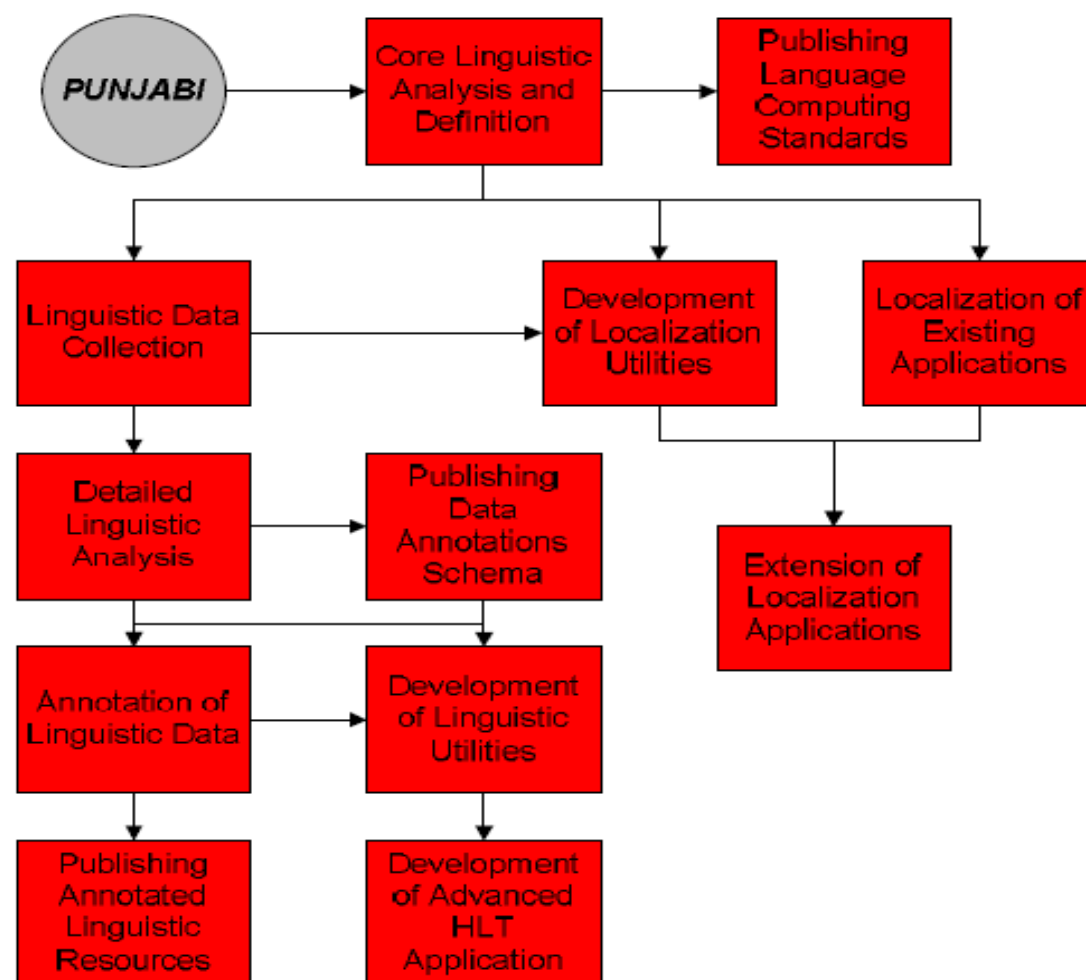 PUNJABI
Core Linguistic
Analysis and
Definition
Publishing
Language
Computing
Standards
Linguistic Data
Collection
Development
of Localization
Utilities
Localization of
Existing
Applications
Detailed
Linguistic
Analysis
Publishing
Data
Annotations
Schema
Extension of
Localization
Applications
Annotation of
Linguistic Data
Development
of Linguistic
Utilities
Publishing
Annotated
Linguistic
Resources
Development
of Advanced
HLT
Application